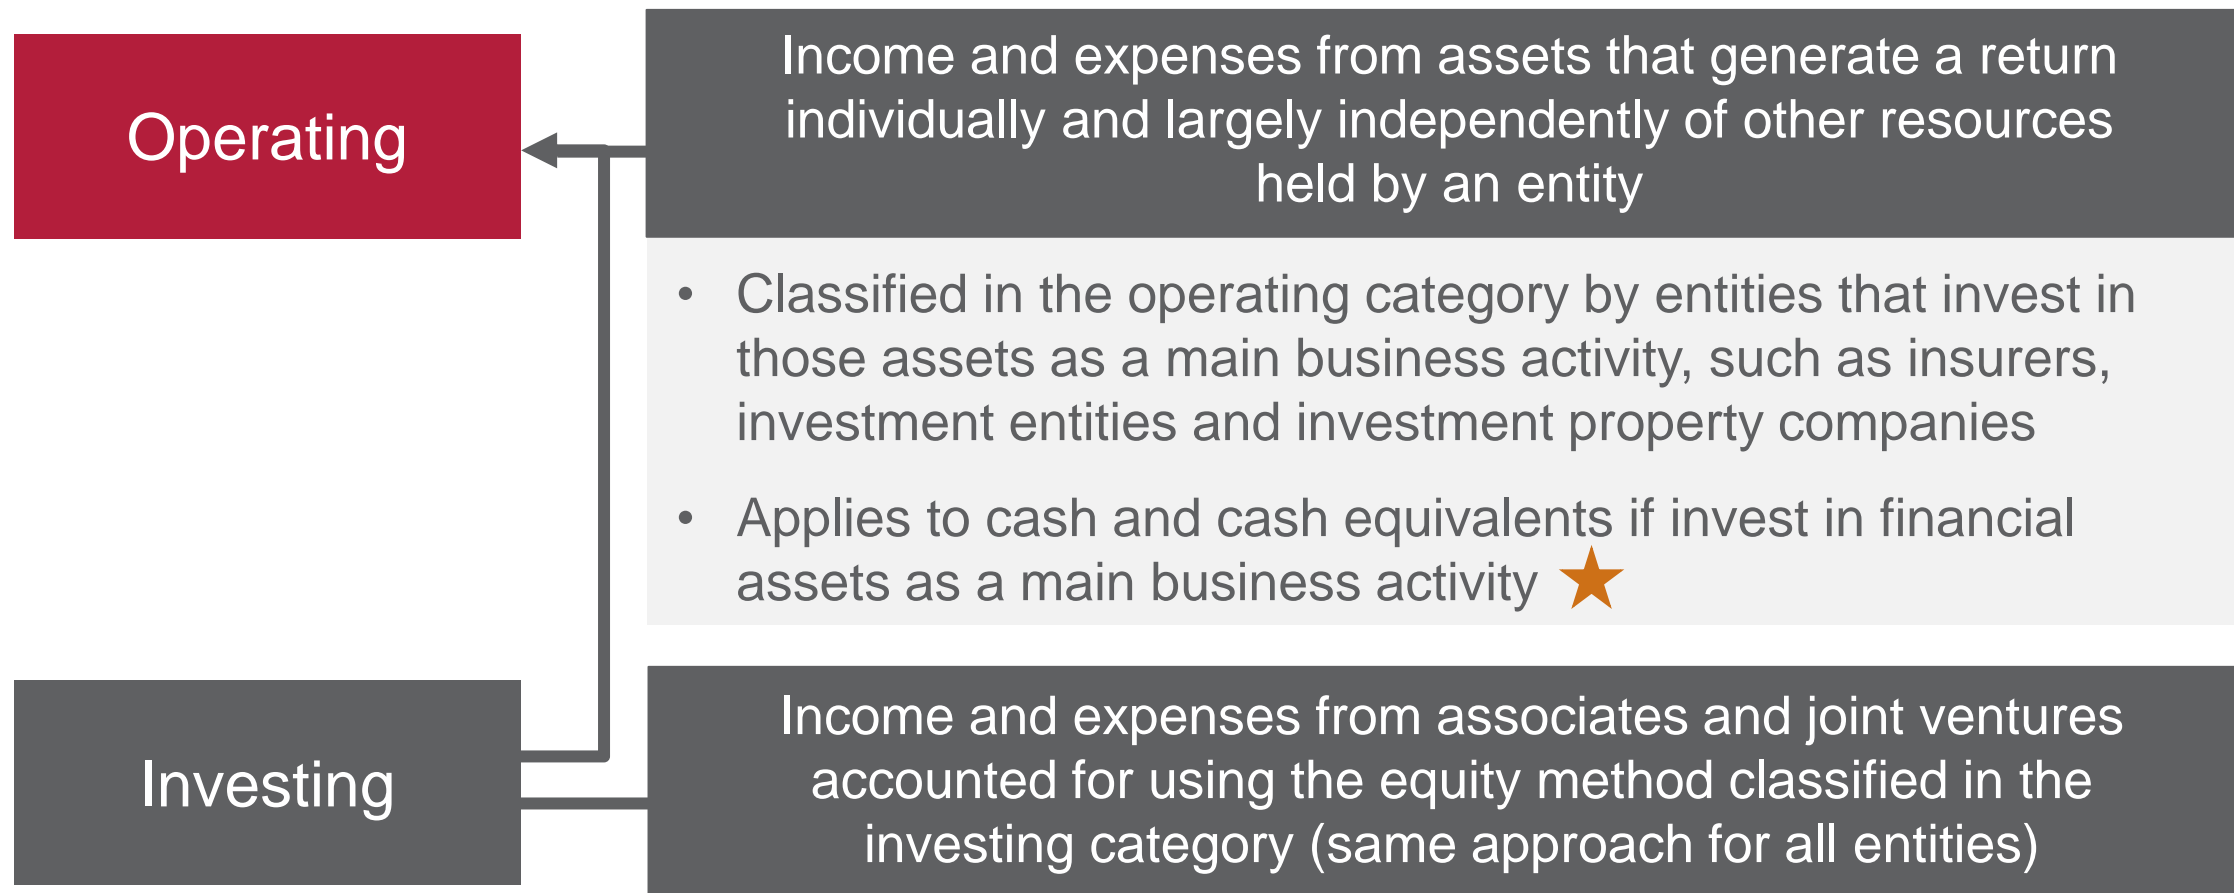 Operating
Income and expenses from assets that generate a return
individually and largely independently of other resources
held by an entity
• Classified in the operating category by entities that invest in
those assets as a main business activity, such as insurers,
investment entities and investment property companies
• Applies to cash and cash equivalents if invest in financial
assets as a main business activity
Investing
Income and expenses from associates and joint ventures
accounted for using the equity method classified in the
investing category (same approach for all entities)